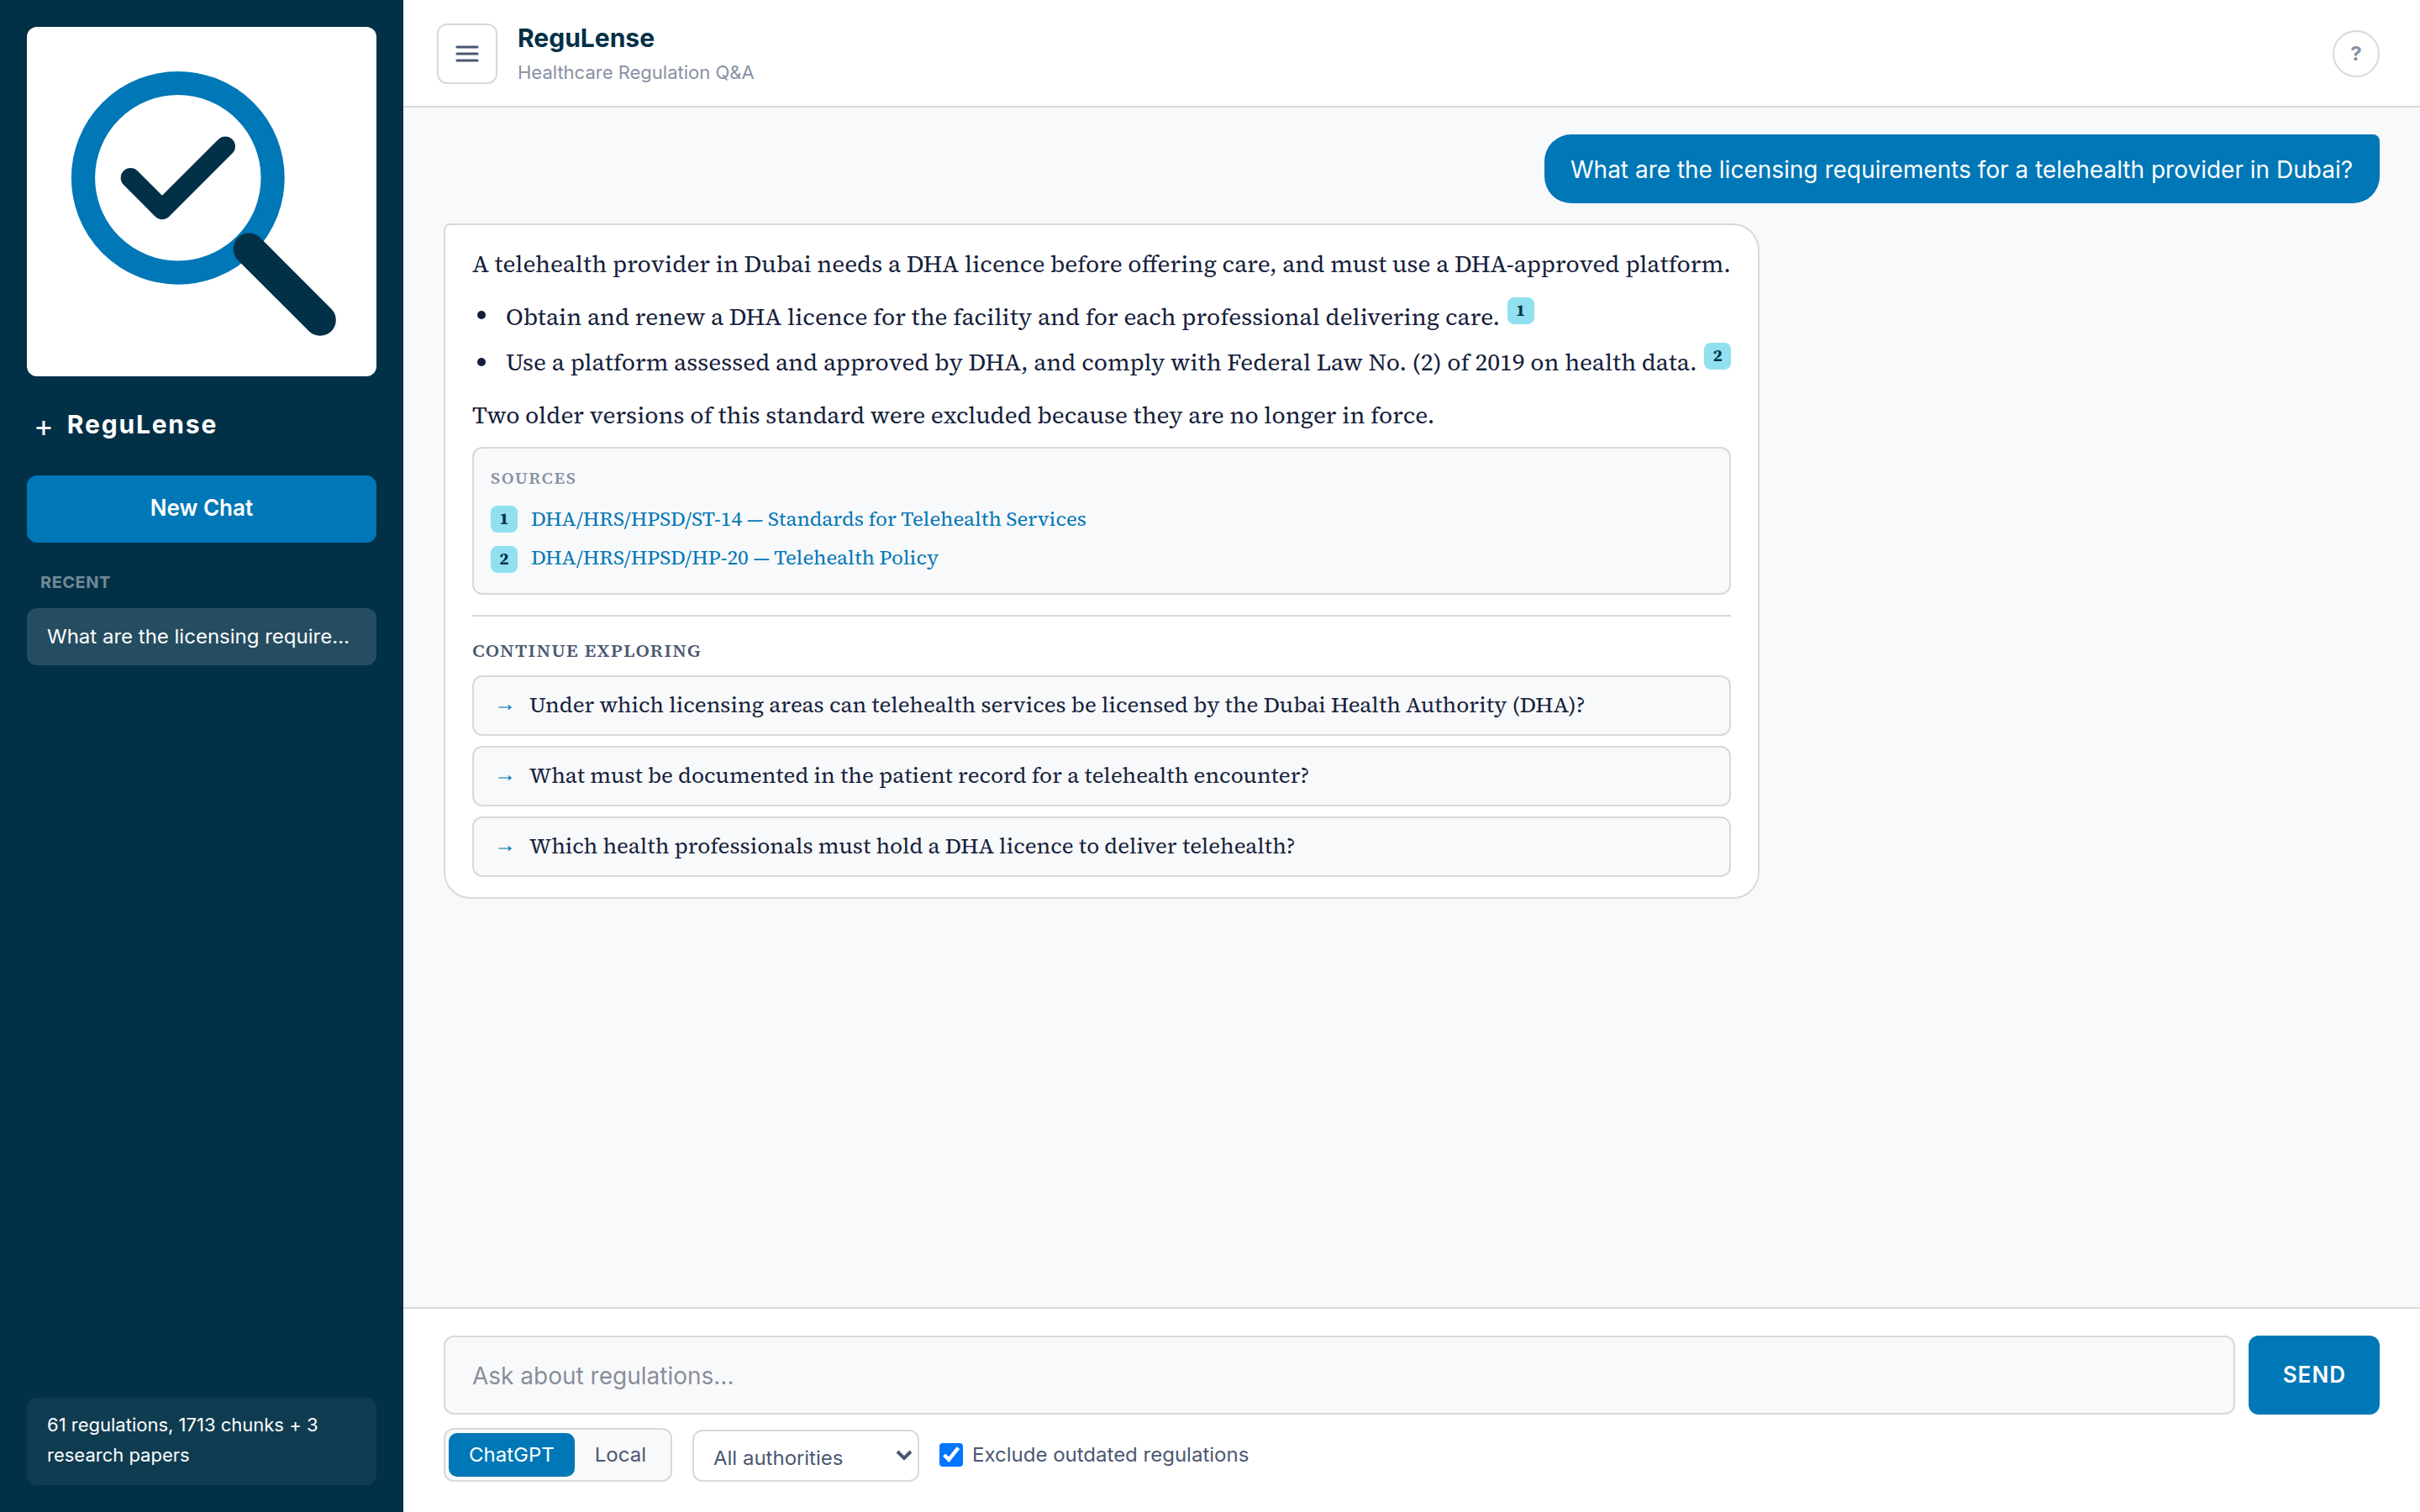 + ReguLense
New Chat
RECENT
What are the licensing require...
61 regulations, 1713 chunks + 3
research papers
ReguLense
Healthcare Regulation Q&A
?
What are the licensing requirements for a telehealth provider in Dubai?
A telehealth provider in Dubai needs a DHA licence before offering care, and must use a DHA-approved platform.
• Obtain and renew a DHA licence for the facility and for each professional delivering care. 1
• Use a platform assessed and approved by DHA, and comply with Federal Law No. (2) of 2019 on health data. 2
Two older versions of this standard were excluded because they are no longer in force.
SOURCES
1 DHA/HRS/HPSD/ST-14 — Standards for Telehealth Services
2 DHA/HRS/HPSD/HP-20 — Telehealth Policy
CONTINUE EXPLORING
→ Under which licensing areas can telehealth services be licensed by the Dubai Health Authority (DHA)?
→ What must be documented in the patient record for a telehealth encounter?
→ Which health professionals must hold a DHA licence to deliver telehealth?
Ask about regulations...
SEND
ChatGPT Local All authorities Exclude outdated regulations